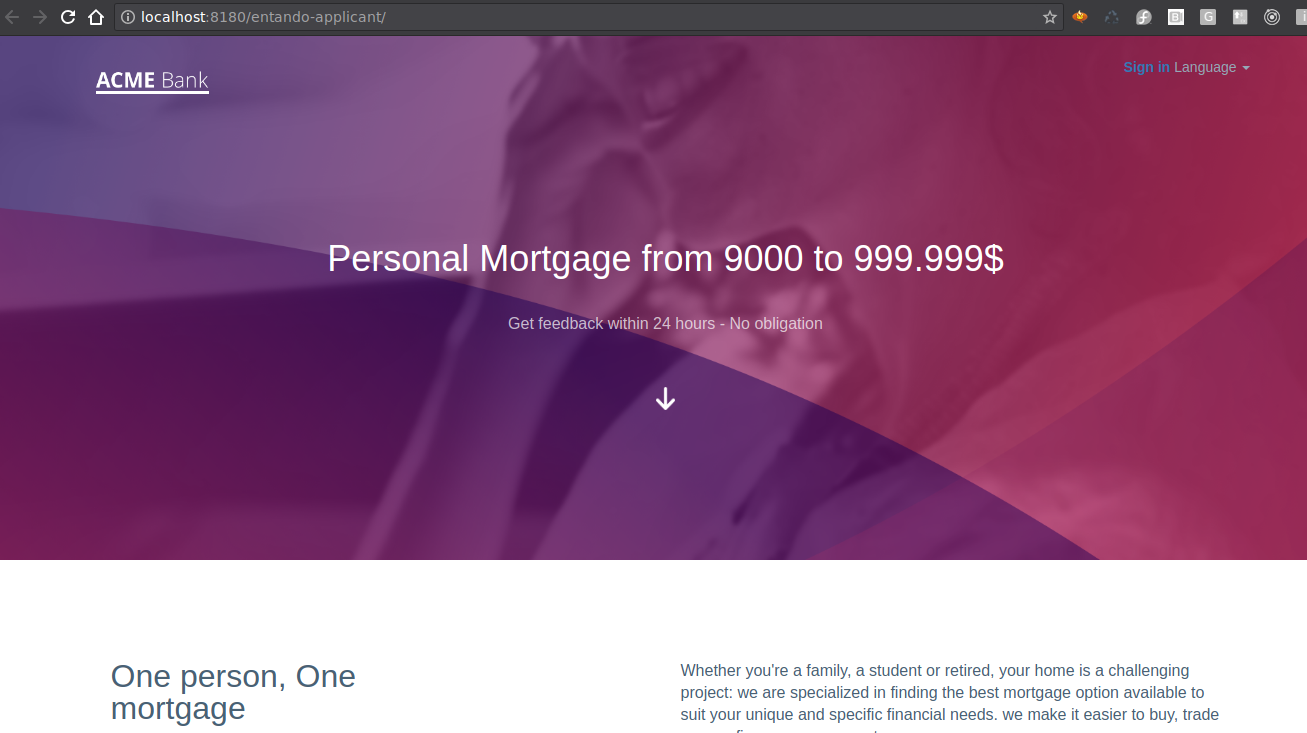 localhost:8180/entando-applicant/
ACME Bank
Sign in Language
Personal Mortgage from 9000 to 999.999$
Get feedback within 24 hours - No obligation
One person, One
mortgage
Whether you're a family, a student or retired, your home is a challenging
project: we are specialized in finding the best mortgage option available to
suit your unique and specific financial needs. we make it easier to buy, trade